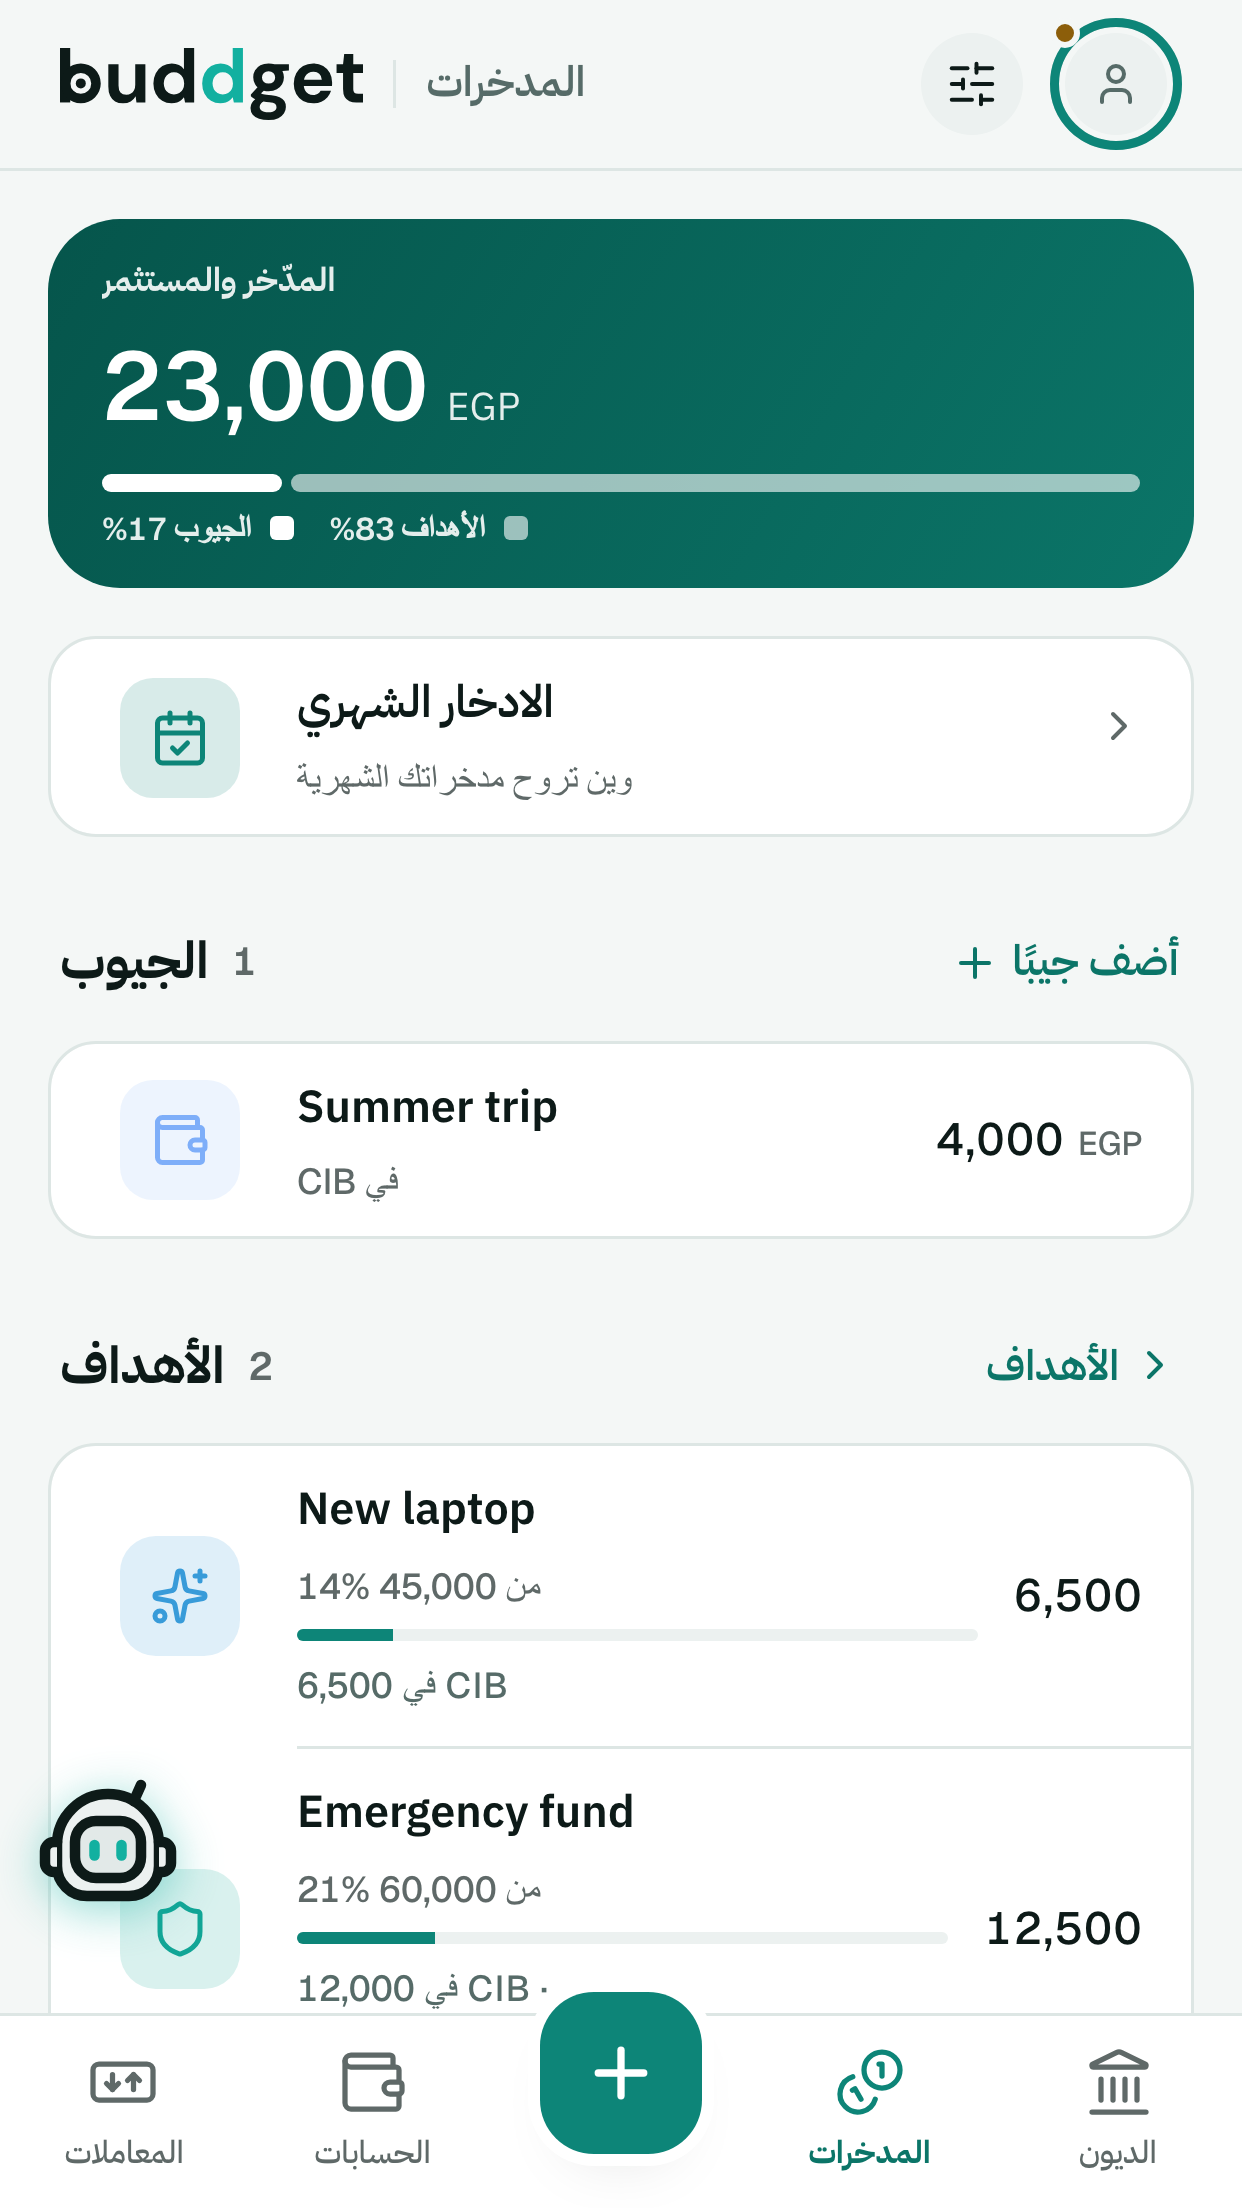 buddget
المدخرات
المدّخر والمستثمر
23,000 EGP
الجيوب 17%
الأهداف 83%
الادخار الشهري
وين تروح مدخراتك الشهرية
الجيوب 1
+ أضف جيبًا
Summer trip
في CIB
4,000 EGP
الأهداف 2
الأهداف
New laptop
14% من 45,000
6,500
6,500 في CIB
Emergency fund
21% من 60,000
12,500
12,000 في CIB ·
المعاملات
الحسابات
المدخرات
الديون